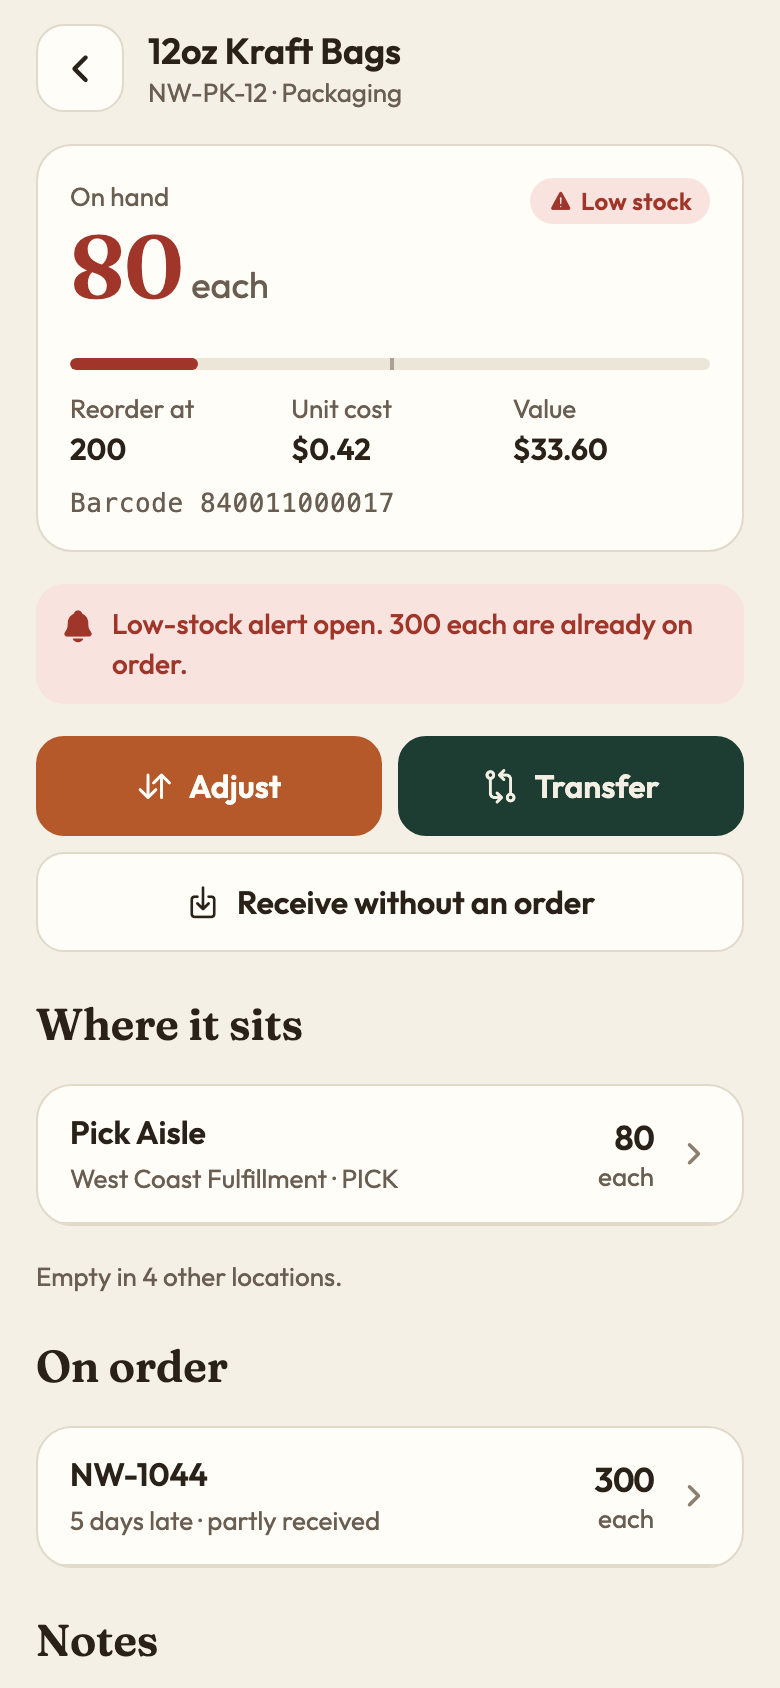 12oz Kraft Bags
NW-PK-12 · Packaging
On hand
Low stock
80 each
Reorder at
Unit cost
Value
200
$0.42
$33.60
Barcode 840011000017
Low-stock alert open. 300 each are already on
order.
Adjust
Transfer
Receive without an order
Where it sits
Pick Aisle
80
West Coast Fulfillment · PICK
each
Empty in 4 other locations.
On order
NW-1044
300
5 days late · partly received
each
Notes